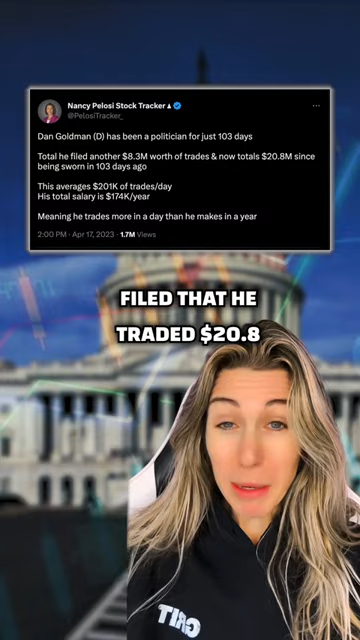 Nancy Pelosi Stock Tracker ♟
@PelosiTracker_
Dan Goldman (D) has been a politician for just 103 days
Total he filed another $8.3M worth of trades & now totals $20.8M since
being sworn in 103 days ago
This averages $201K of trades/day
His total salary is $174K/year
Meaning he trades more in a day than he makes in a year
2:00 PM · Apr 17, 2023 · 1.7M Views
FILED THAT HE
TRADED $20.8
GRIT